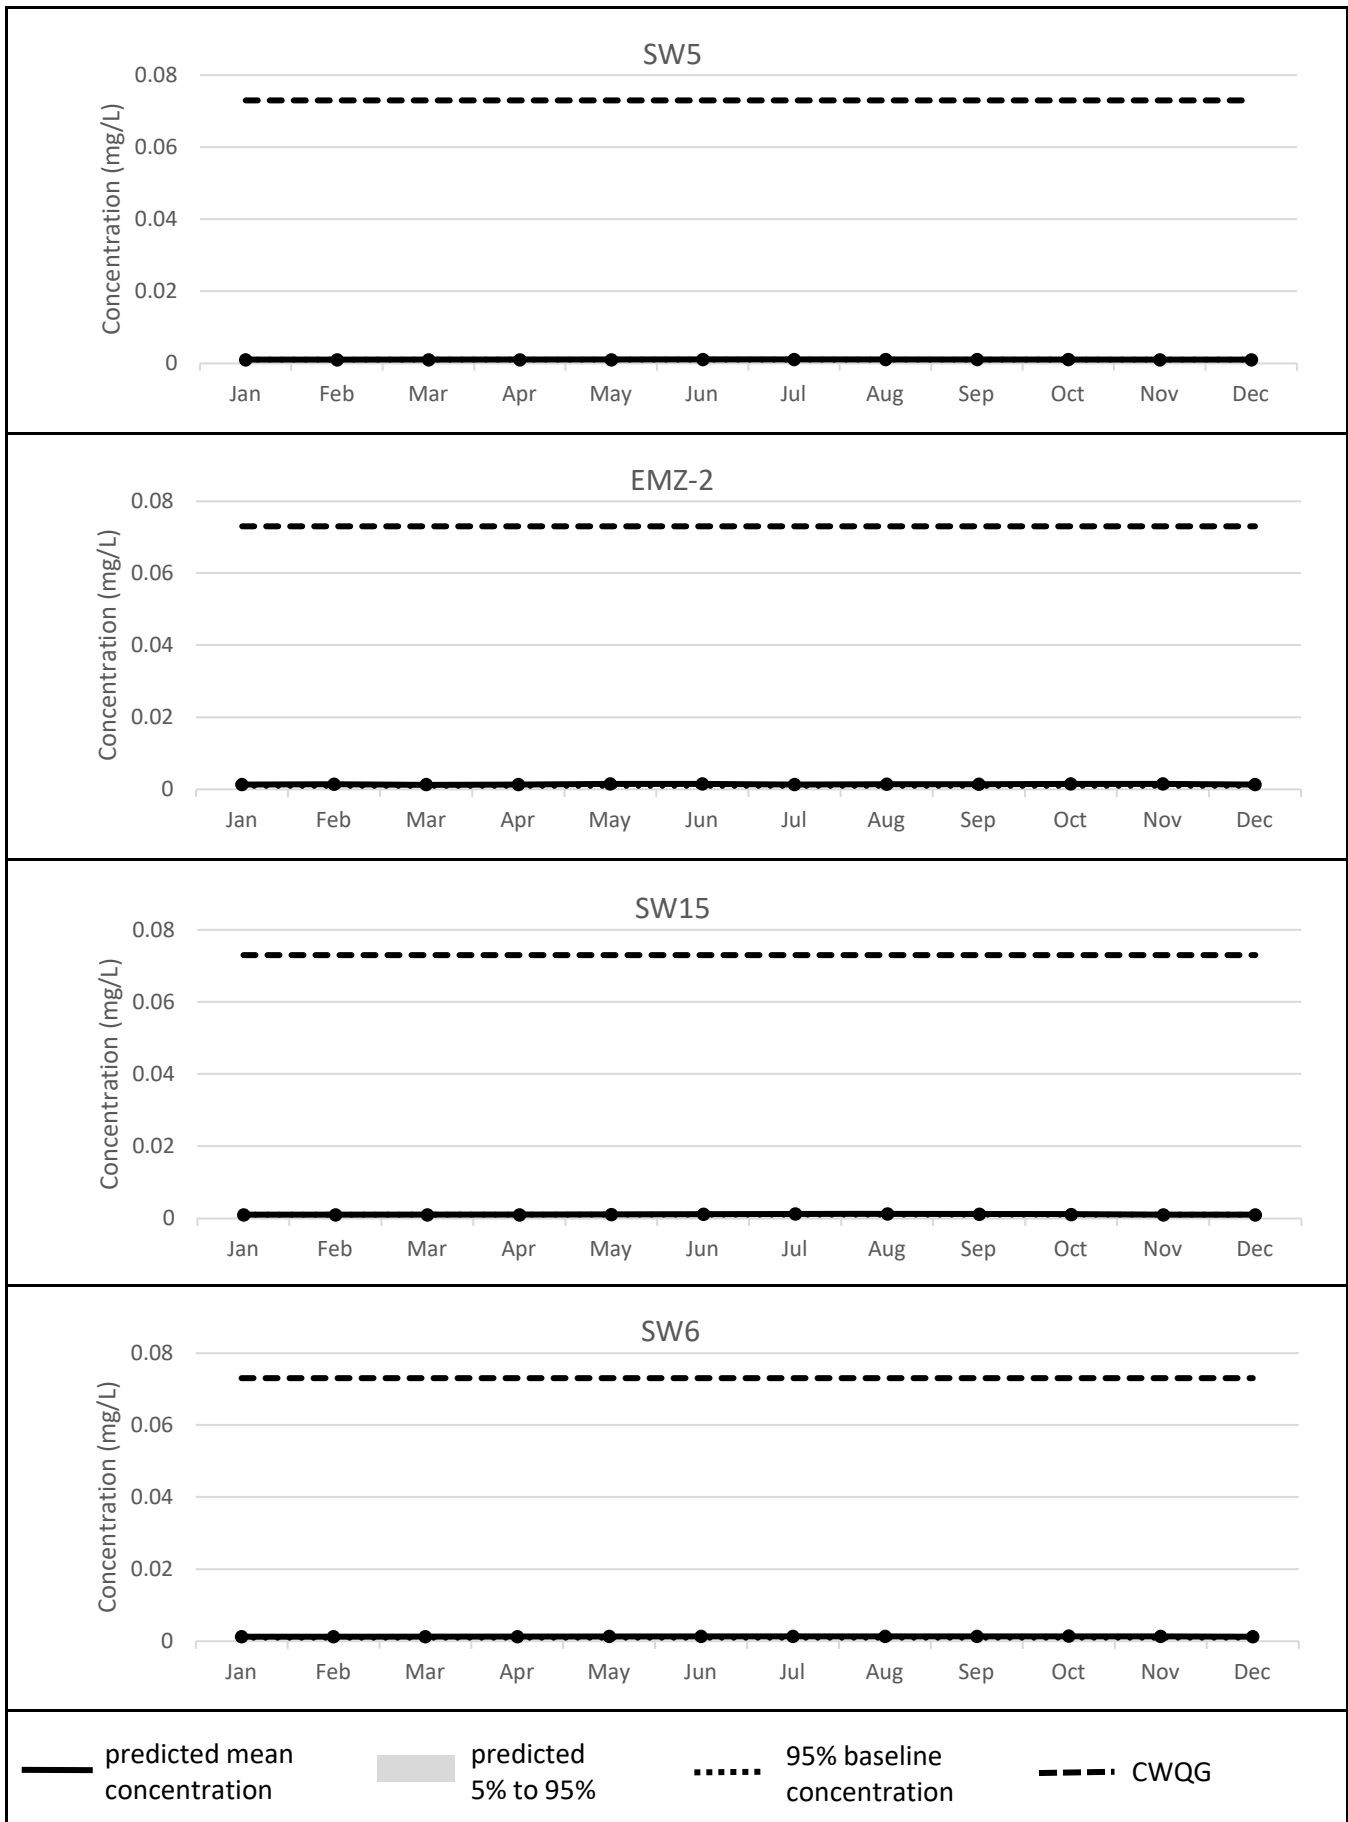 SW5
Concentration (mg/L)
0.08
0.06
0.04
0.02
0
Jan Feb Mar Apr May Jun Jul Aug Sep Oct Nov Dec
EMZ-2
Concentration (mg/L)
0.08
0.06
0.04
0.02
0
Jan Feb Mar Apr May Jun Jul Aug Sep Oct Nov Dec
SW15
Concentration (mg/L)
0.08
0.06
0.04
0.02
0
Jan Feb Mar Apr May Jun Jul Aug Sep Oct Nov Dec
SW6
Concentration (mg/L)
0.08
0.06
0.04
0.02
0
Jan Feb Mar Apr May Jun Jul Aug Sep Oct Nov Dec
predicted mean
concentration
predicted
5% to 95%
95% baseline
concentration
CWQG